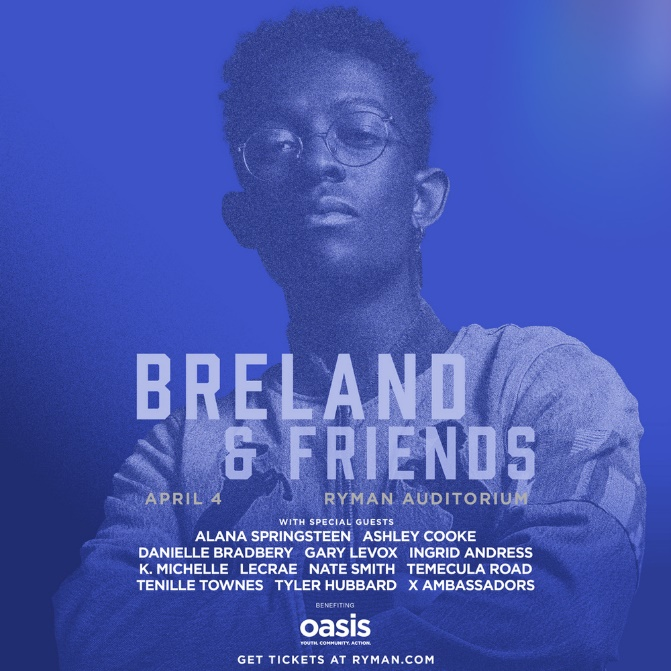 BRELAND
& FRIENDS
APRIL 4 RYMAN AUDITORIUM
WITH SPECIAL GUESTS
ALANA SPRINGSTEEN ASHLEY COOKE
DANIELLE BRADBERY GARY LEVOX INGRID ANDRESS
K. MICHELLE LECRAE NATE SMITH TEMECULA ROAD
TENILLE TOWNES TYLER HUBBARD X AMBASSADORS
BENEFITING
oasis
YOUTH. COMMUNITY. ACTION.
GET TICKETS AT RYMAN.COM